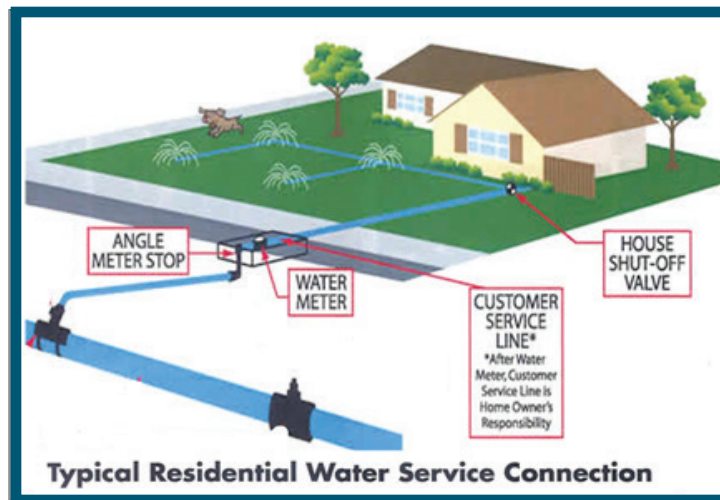 ANGLE
METER STOP
WATER
METER
CUSTOMER
SERVICE
LINE*
*After Water
Meter, Customer
Service Line is
Home Owner's
Responsibility
HOUSE
SHUT-OFF
VALVE
Typical Residential Water Service Connection